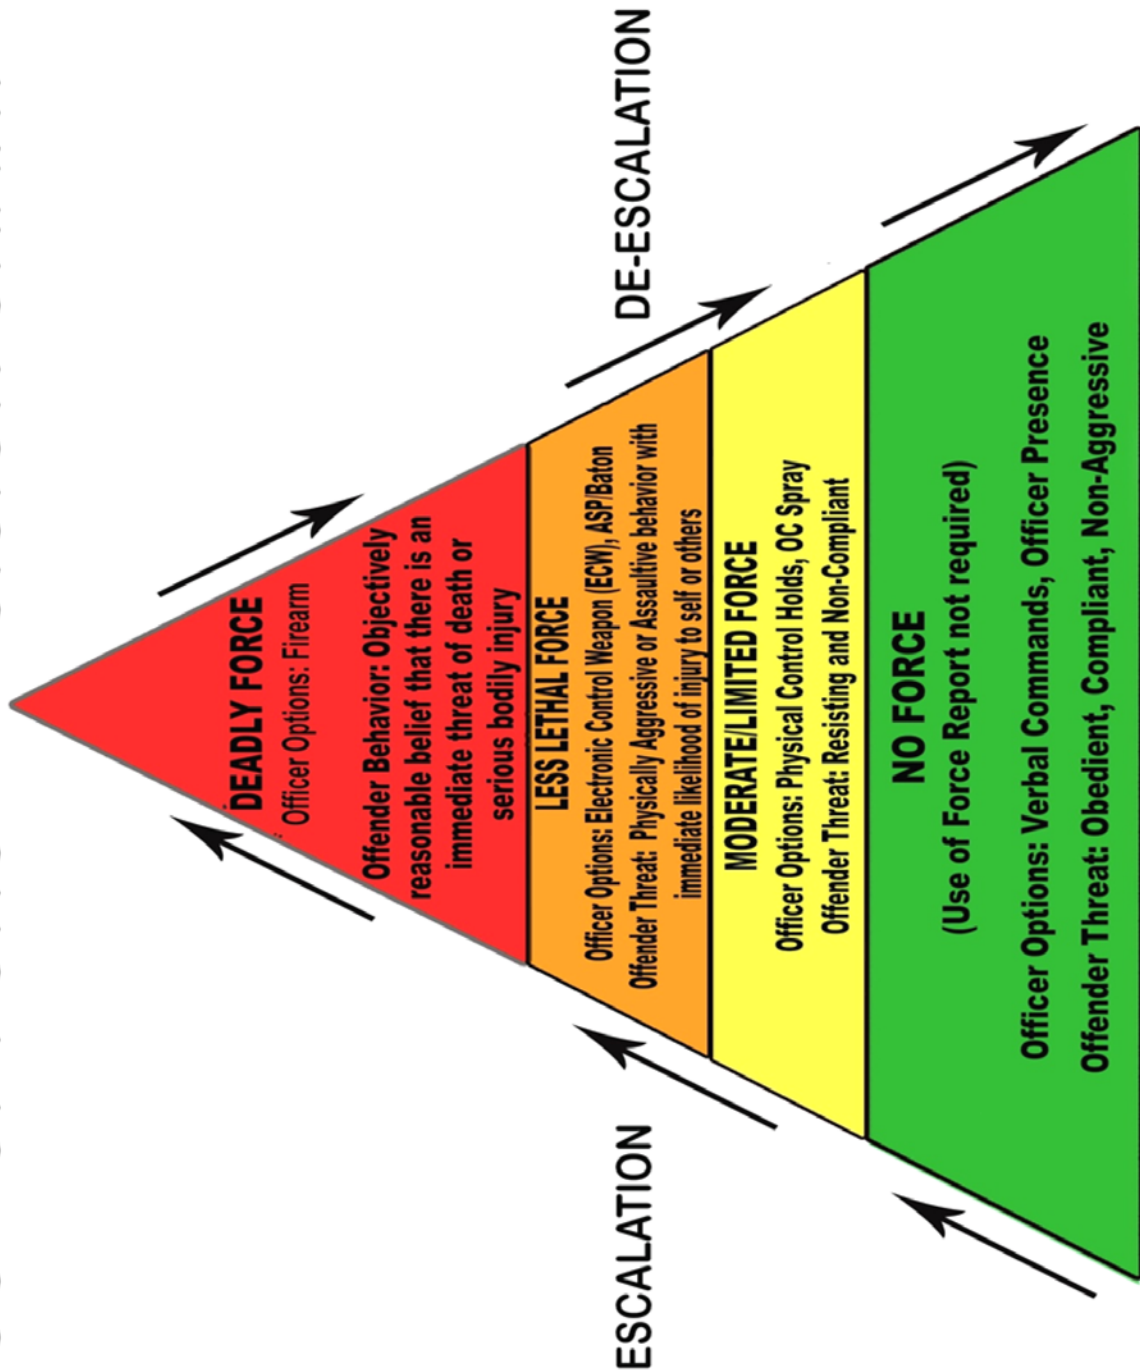 DEADLY FORCE
Officer Options: Firearm
Offender Behavior: Objectively
reasonable belief that there is an
immediate threat of death or
serious bodily injury
LESS LETHAL FORCE
Officer Options: Electronic Control Weapon (ECW), ASP/Baton
Offender Threat: Physically Aggressive or Assaultive behavior with
immediate likelihood of injury to self or others
MODERATE/LIMITED FORCE
Officer Options: Physical Control Holds, OC Spray
Offender Threat: Resisting and Non-Compliant
NO FORCE
(Use of Force Report not required)
Officer Options: Verbal Commands, Officer Presence
Offender Threat: Obedient, Compliant, Non-Aggressive
ESCALATION
DE-ESCALATION